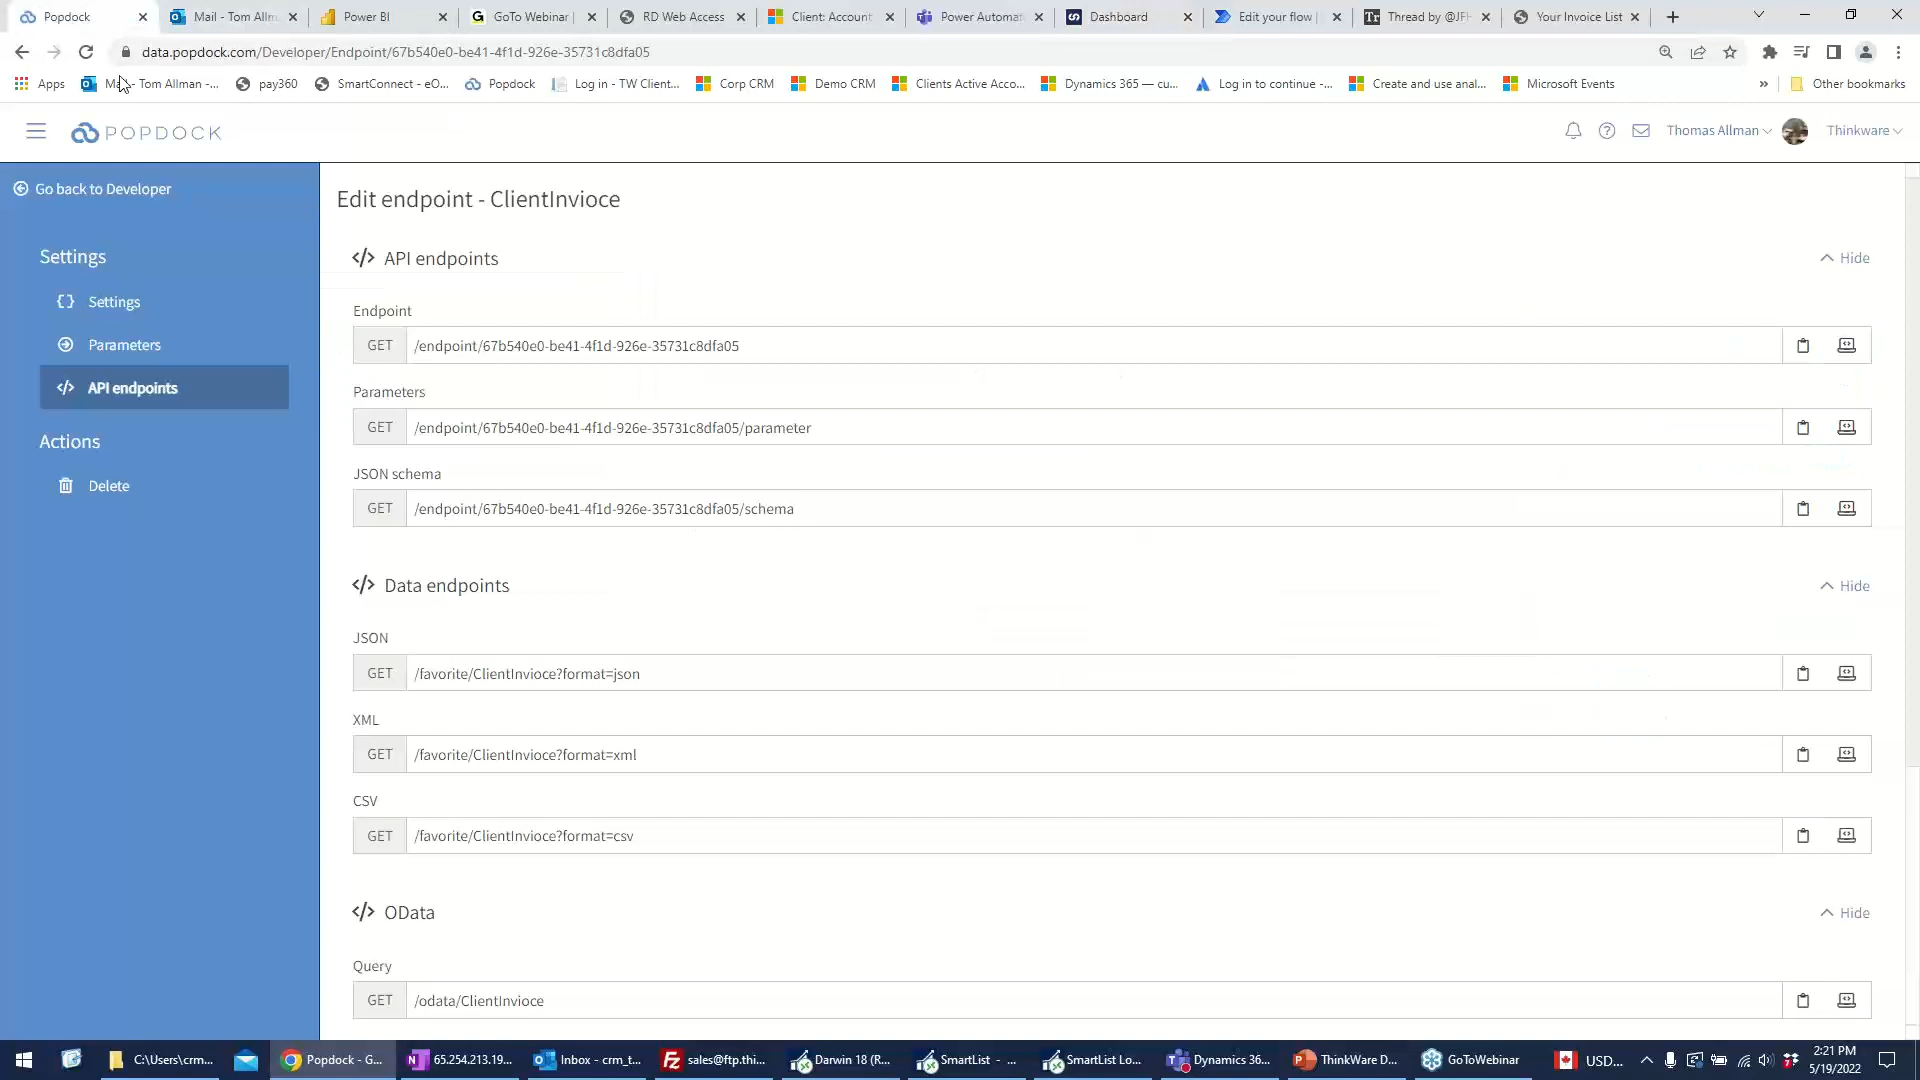 Popdock
Mail - Tom Allm
Power BI
GoTo Webinar |
RD Web Access
Client: Account
Power Automat
Dashboard
Edit your flow |
Thread by @JFH
Your Invoice List
data.popdock.com/Developer/Endpoint/67b540e0-be41-4f1d-926e-35731c8dfa05
Apps
Tom Allman -...
pay360
SmartConnect - eO...
Popdock
Log in - TW Client...
Corp CRM
Demo CRM
Clients Active Acco...
Dynamics 365 — cu...
Log in to continue -...
Create and use anal...
Microsoft Events
»
Other bookmarks
POPDOCK
Thomas Allman
Thinkware
Go back to Developer
Settings
Settings
Parameters
API endpoints
Actions
Delete
Edit endpoint - ClientInvioce
API endpoints
Hide
Endpoint
GET /endpoint/67b540e0-be41-4f1d-926e-35731c8dfa05
Parameters
GET /endpoint/67b540e0-be41-4f1d-926e-35731c8dfa05/parameter
JSON schema
GET /endpoint/67b540e0-be41-4f1d-926e-35731c8dfa05/schema
Data endpoints
Hide
JSON
GET /favorite/ClientInvioce?format=json
XML
GET /favorite/ClientInvioce?format=xml
CSV
GET /favorite/ClientInvioce?format=csv
OData
Hide
Query
GET /odata/ClientInvioce
C:\Users\crm...
Popdock - G...
65.254.213.19...
Inbox - crm_t...
sales@ftp.thi...
Darwin 18 (R...
SmartList - ...
SmartList Lo...
Dynamics 36...
ThinkWare D...
GoToWebinar
USD...
2:21 PM
5/19/2022